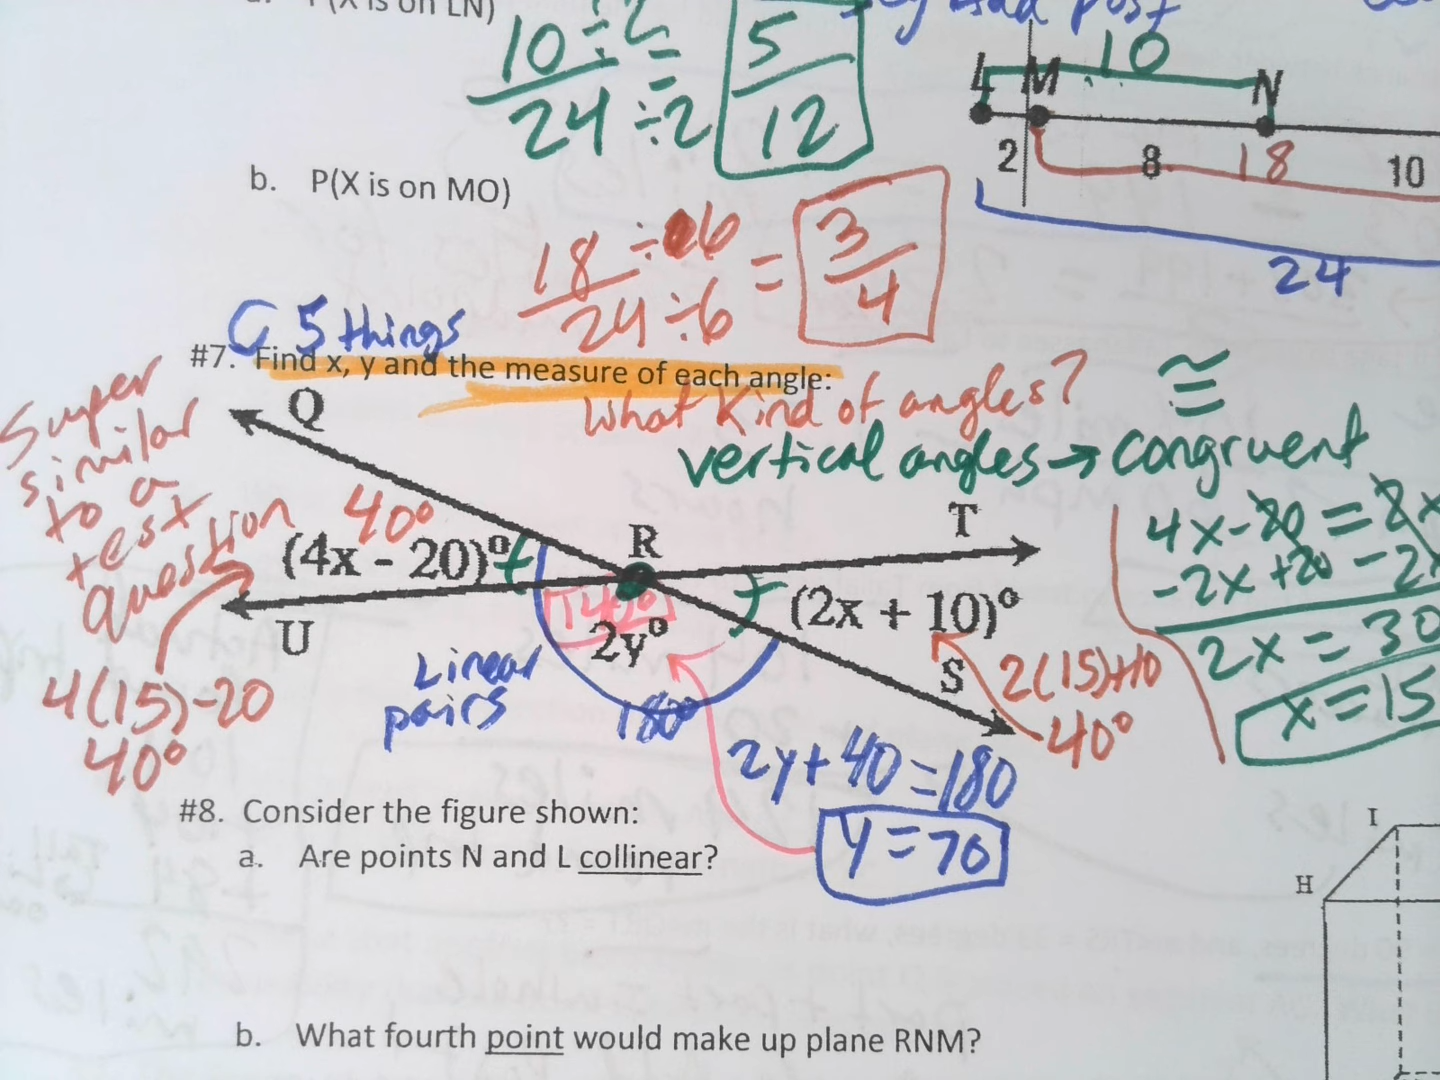 (X is on LN)
10 ÷ 2 =
24 ÷ 2
5
12
post
10
L M N
2 8 18 10
24
b. P(X is on MO)
18 ÷ 6 = 3
24 ÷ 6 4
5 things
#7. Find x, y and the measure of each angle:
What kind of angles?
≅
vertical angles → congruent
Super
similar
to a
test
question
Q
40°
(4x - 20)°
R
T
U
140
2y°
(2x + 10)°
S
4x - 20 = 2x
-2x +20 - 2x
2x = 30
x = 15
Linear
pairs
180°
2(15)+10
40°
4(15)-20
40°
2y + 40 = 180
y = 70
#8. Consider the figure shown:
a. Are points N and L collinear?
I
H
b. What fourth point would make up plane RNM?